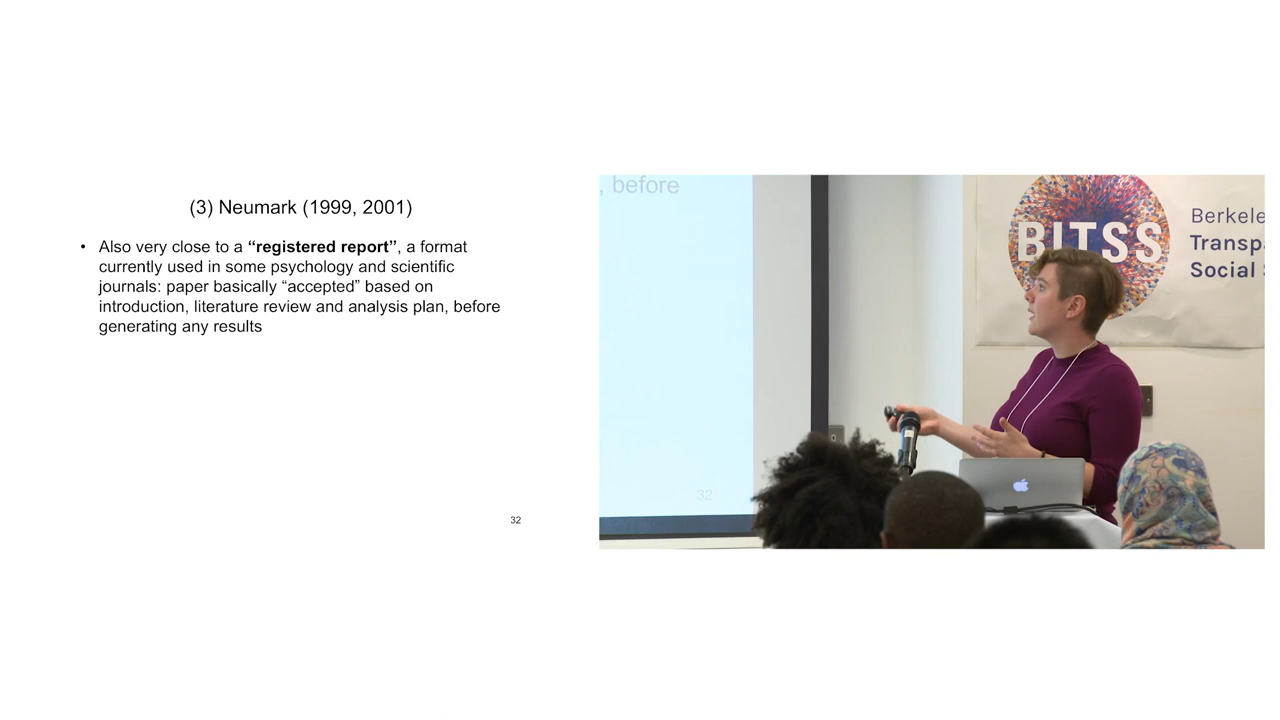 (3) Neumark (1999, 2001)
• Also very close to a “registered report”, a format
currently used in some psychology and scientific
journals: paper basically “accepted” based on
introduction, literature review and analysis plan, before
generating any results
32
, before
32
BITSS
Berkele
Transpa
Social S